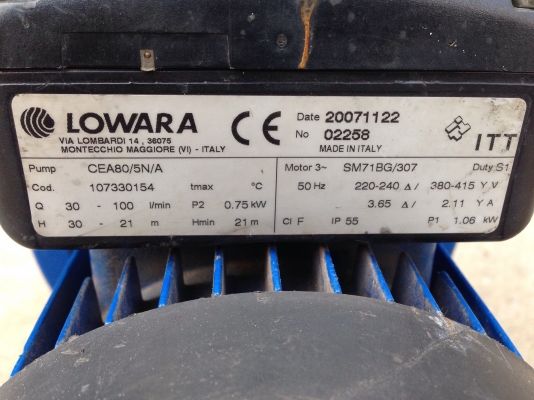 LOWARA
VIA LOMBARDI 14 , 36075
MONTECCHIO MAGGIORE (VI) - ITALY
CE
Date 20071122
No 02258
MADE IN ITALY
ITT
Pump CEA80/5N/A
Cod. 107330154 tmax °C
Q 30 - 100 l/min P2 0.75 kW
H 30 - 21 m Hmin 21 m
Motor 3~ SM71BG/307 Duty S1
50 Hz 220-240 Δ / 380-415 Y V
3.65 Δ / 2.11 Y A
Cl F IP 55 P1 1.06 kW